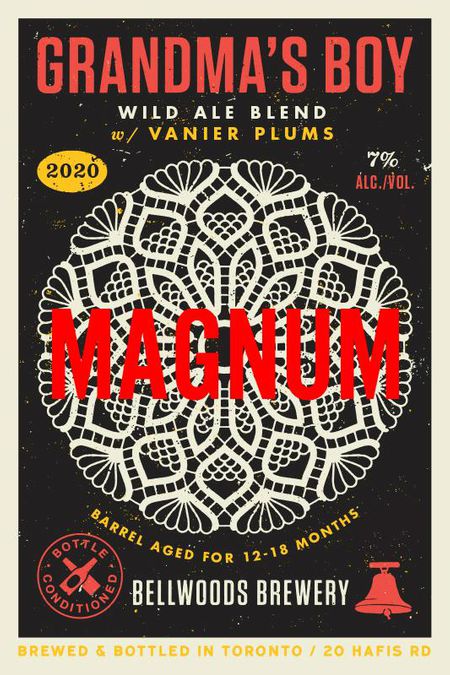 GRANDMA'S BOY
WILD ALE BLEND
w/ VANIER PLUMS
2020
7%
ALC./VOL.
MAGNUM
BARREL AGED FOR 12-18 MONTHS
BOTTLE
CONDITIONED
BELLWOODS BREWERY
BREWED & BOTTLED IN TORONTO / 20 HAFIS RD